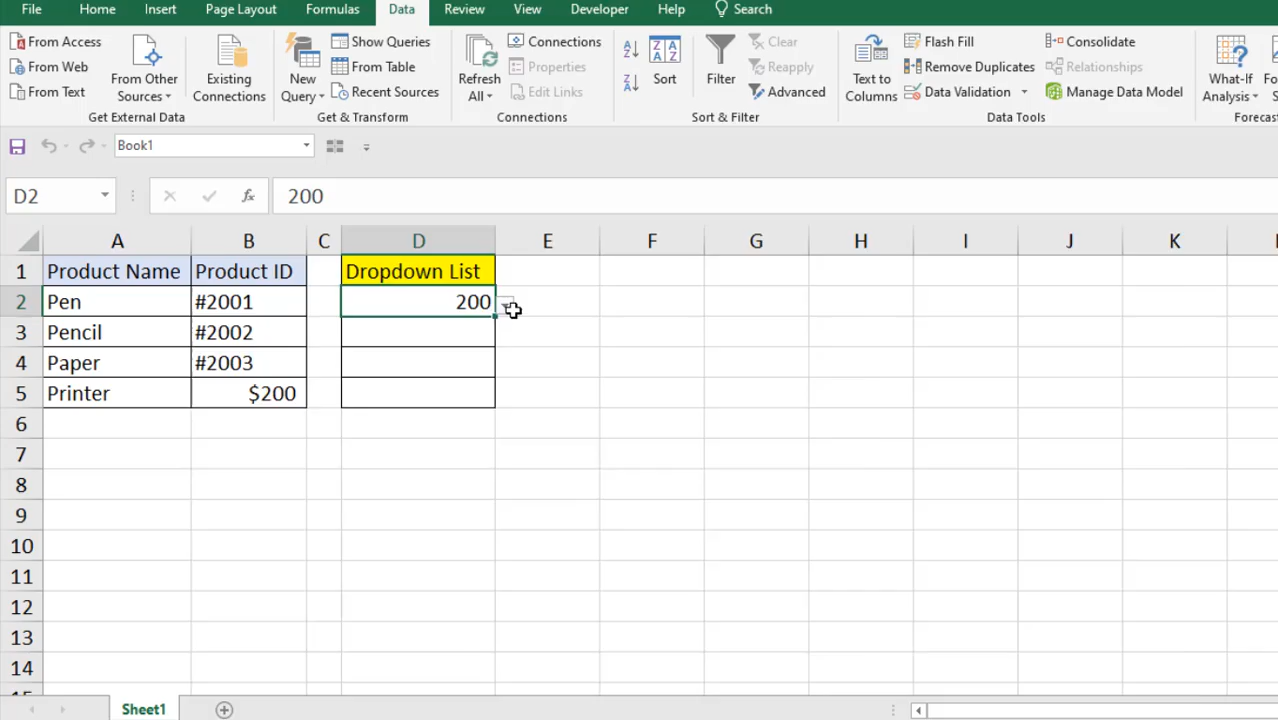 File Home Insert Page Layout Formulas Data Review View Developer Help Search
From Access
From Web
From Text
From Other
Sources
Existing
Connections
Get External Data
New
Query
Show Queries
From Table
Recent Sources
Get & Transform
Refresh
All
Connections
Properties
Edit Links
Connections
Sort
Filter
Clear
Reapply
Advanced
Sort & Filter
Text to
Columns
Flash Fill
Remove Duplicates
Data Validation
Consolidate
Relationships
Manage Data Model
Data Tools
What-If
Analysis
Book1
D2 fx 200
A B C D E F G H I J K
1 Product Name Product ID Dropdown List
2 Pen #2001 200
3 Pencil #2002
4 Paper #2003
5 Printer $200
6
7
8
9
10
11
12
13
14
Sheet1